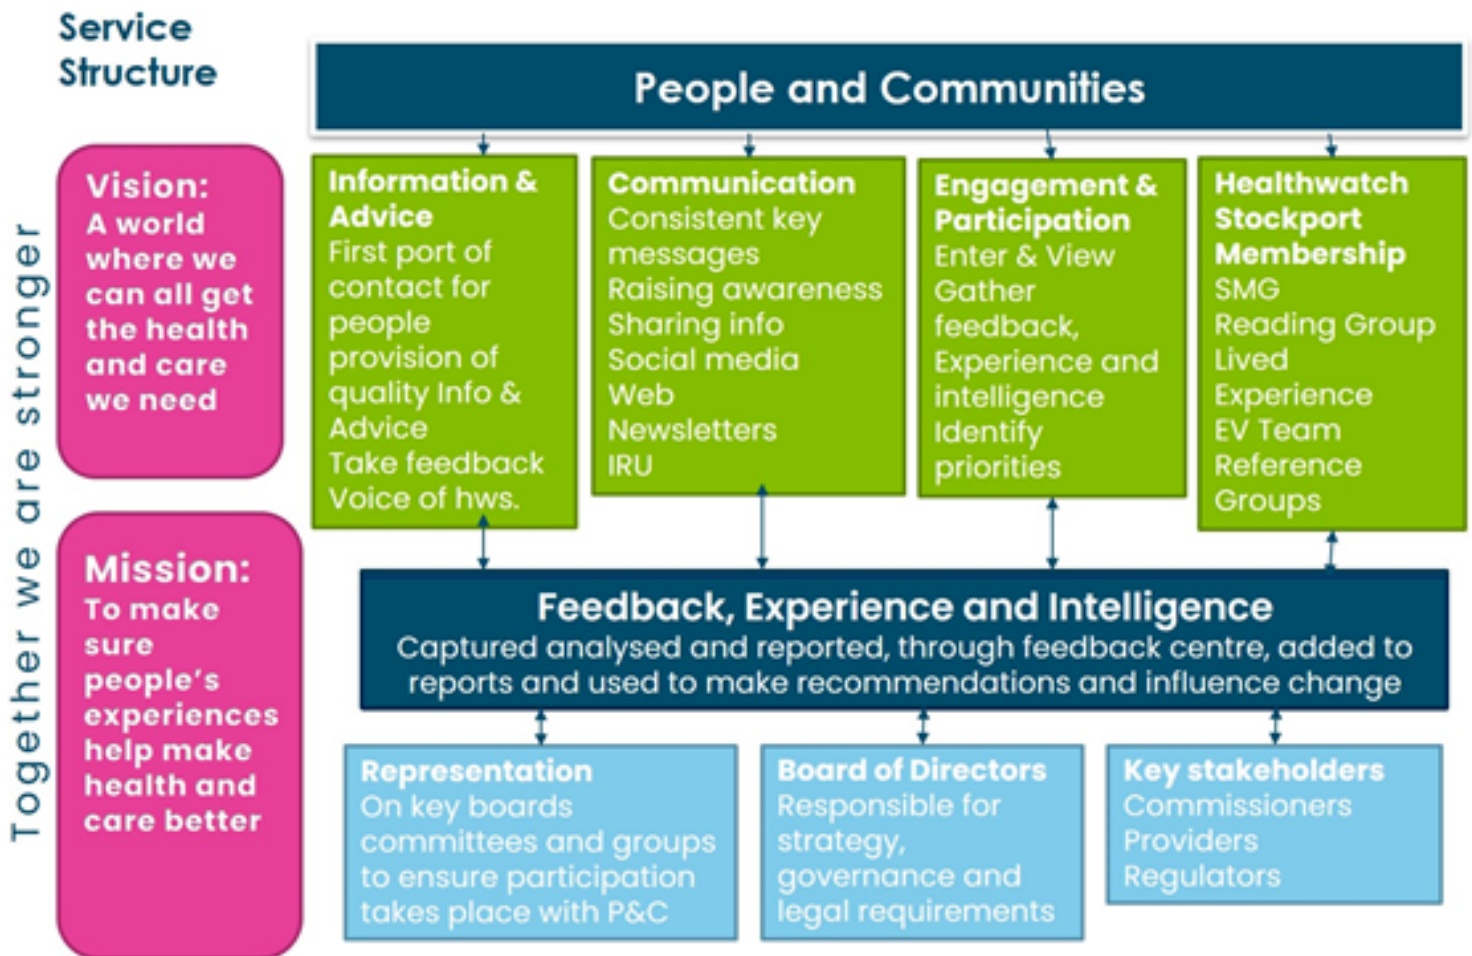 Service
Structure
People and Communities
Together we are stronger
Vision:
A world
where we
can all get
the health
and care
we need
Mission:
To make
sure
people's
experiences
help make
health and
care better
Information &
Advice
First port of
contact for
people
provision of
quality Info &
Advice
Take feedback
Voice of hws.
Communication
Consistent key
messages
Raising awareness
Sharing info
Social media
Web
Newsletters
IRU
Engagement &
Participation
Enter & View
Gather
feedback,
Experience and
intelligence
Identify
priorities
Healthwatch
Stockport
Membership
SMG
Reading Group
Lived
Experience
EV Team
Reference
Groups
Feedback, Experience and Intelligence
Captured analysed and reported, through feedback centre, added to
reports and used to make recommendations and influence change
Representation
On key boards
committees and groups
to ensure participation
takes place with P&C
Board of Directors
Responsible for
strategy,
governance and
legal requirements
Key stakeholders
Commissioners
Providers
Regulators